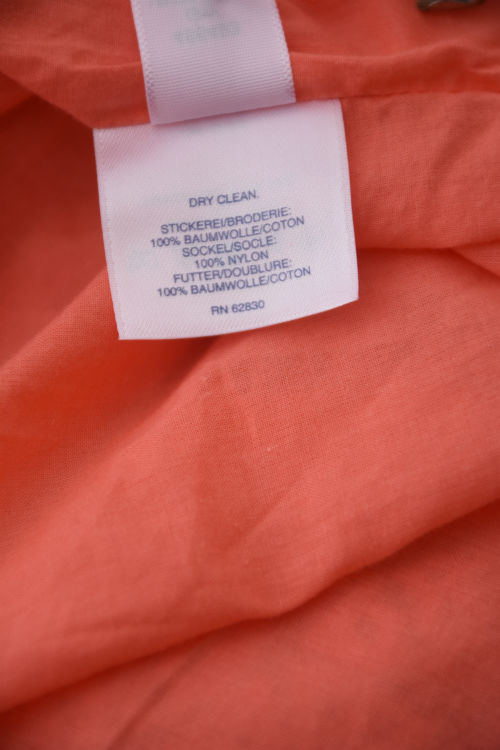 DRY CLEAN.
STICKEREI/BRODERIE:
100% BAUMWOLLE/COTON
SOCKEL/SOCLE:
100% NYLON
FUTTER/DOUBLURE:
100% BAUMWOLLE/COTON
RN 62830